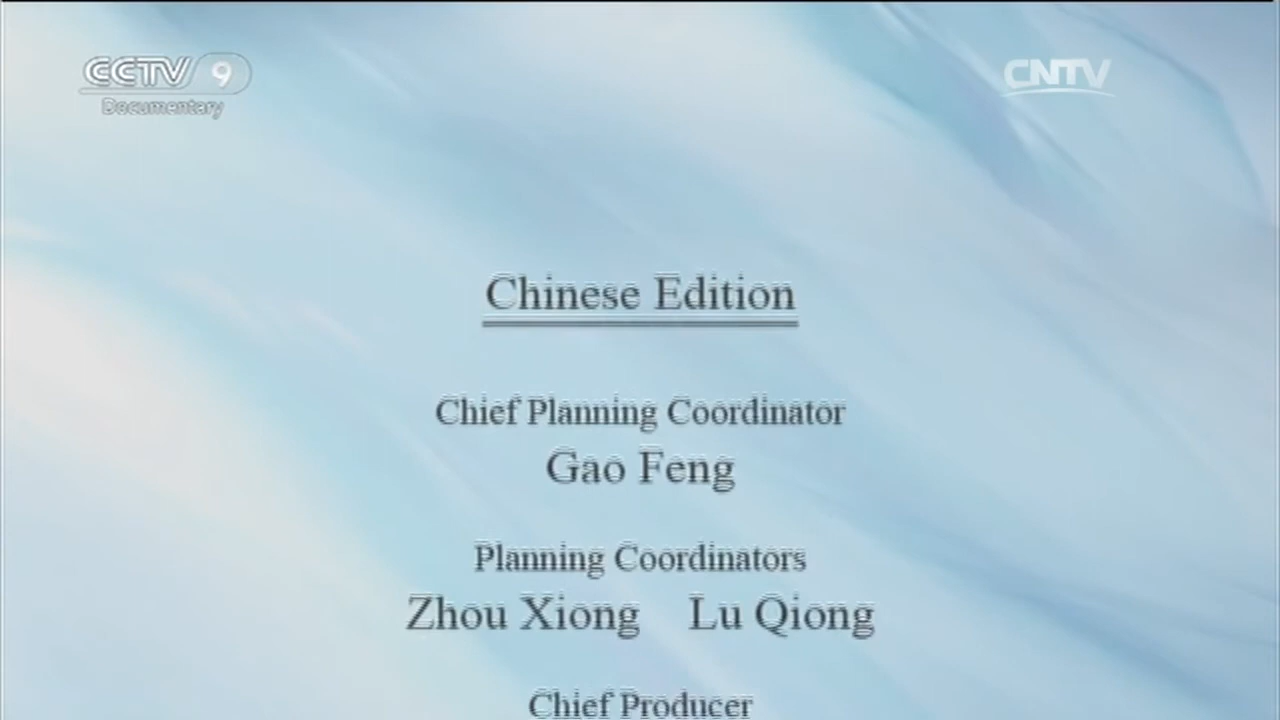 CCTV 9
Documentary
CNTV
Chinese Edition
Chief Planning Coordinator
Gao Feng
Planning Coordinators
Zhou Xiong Lu Qiong
Chief Producer